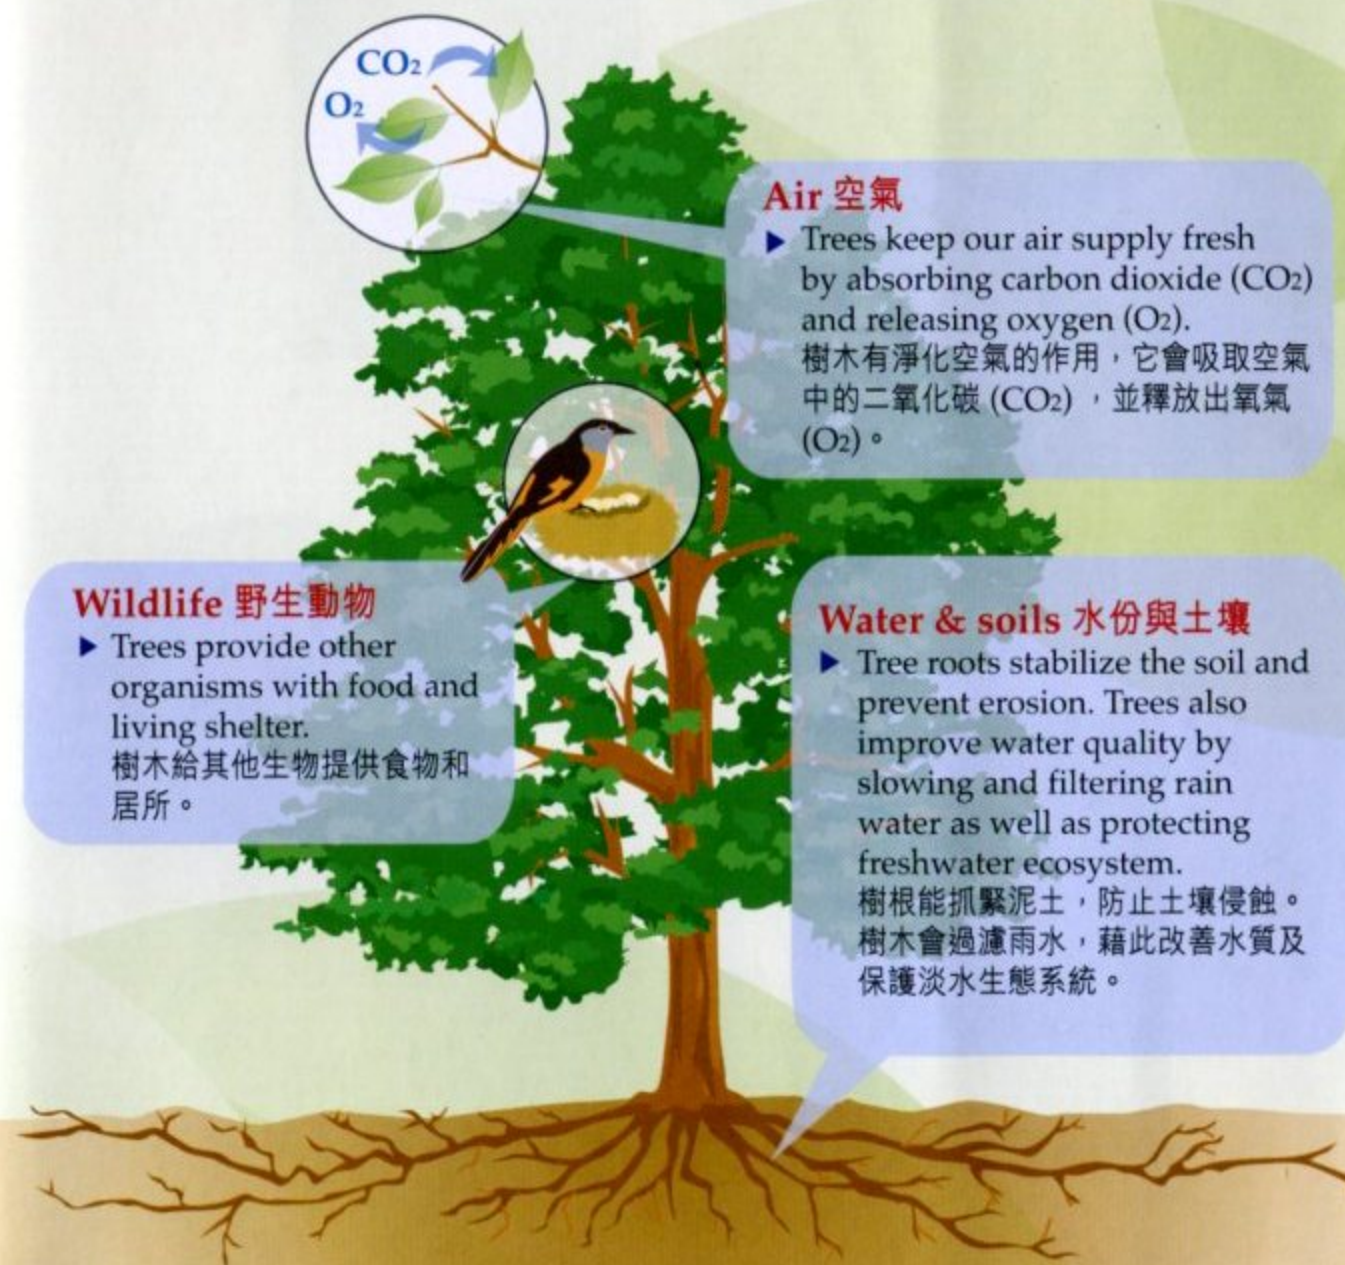 CO2
O2
Air 空氣
▶ Trees keep our air supply fresh
by absorbing carbon dioxide (CO2)
and releasing oxygen (O2).
樹木有淨化空氣的作用，它會吸取空氣
中的二氧化碳 (CO2) ，並釋放出氧氣
(O2)。
Wildlife 野生動物
▶ Trees provide other
organisms with food and
living shelter.
樹木給其他生物提供食物和
居所。
Water & soils 水份與土壤
▶ Tree roots stabilize the soil and
prevent erosion. Trees also
improve water quality by
slowing and filtering rain
water as well as protecting
freshwater ecosystem.
樹根能抓緊泥土，防止土壤侵蝕。
樹木會過濾雨水，藉此改善水質及
保護淡水生態系統。